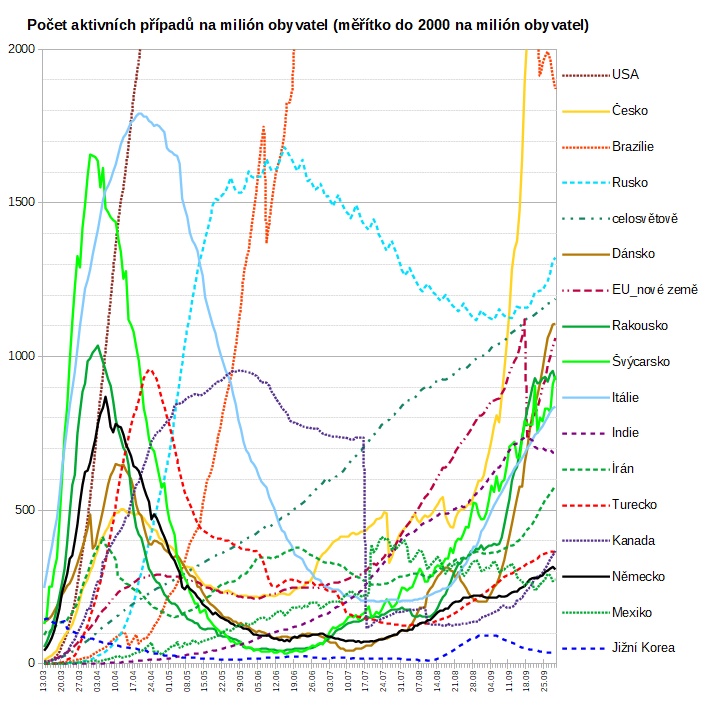 Počet aktivních případů na milión obyvatel (měřítko do 2000 na milión obyvatel)
2000
1500
1000
500
0
USA
Česko
Brazílie
Rusko
celosvětově
Dánsko
EU_nové země
Rakousko
Švýcarsko
Itálie
Indie
Írán
Turecko
Kanada
Německo
Mexiko
Jižní Korea
13.03
20.03
27.03
03.04
10.04
17.04
24.04
01.05
08.05
15.05
22.05
29.05
05.06
12.06
19.06
26.06
03.07
10.07
17.07
24.07
31.07
07.08
14.08
21.08
28.08
04.09
11.09
18.09
25.09